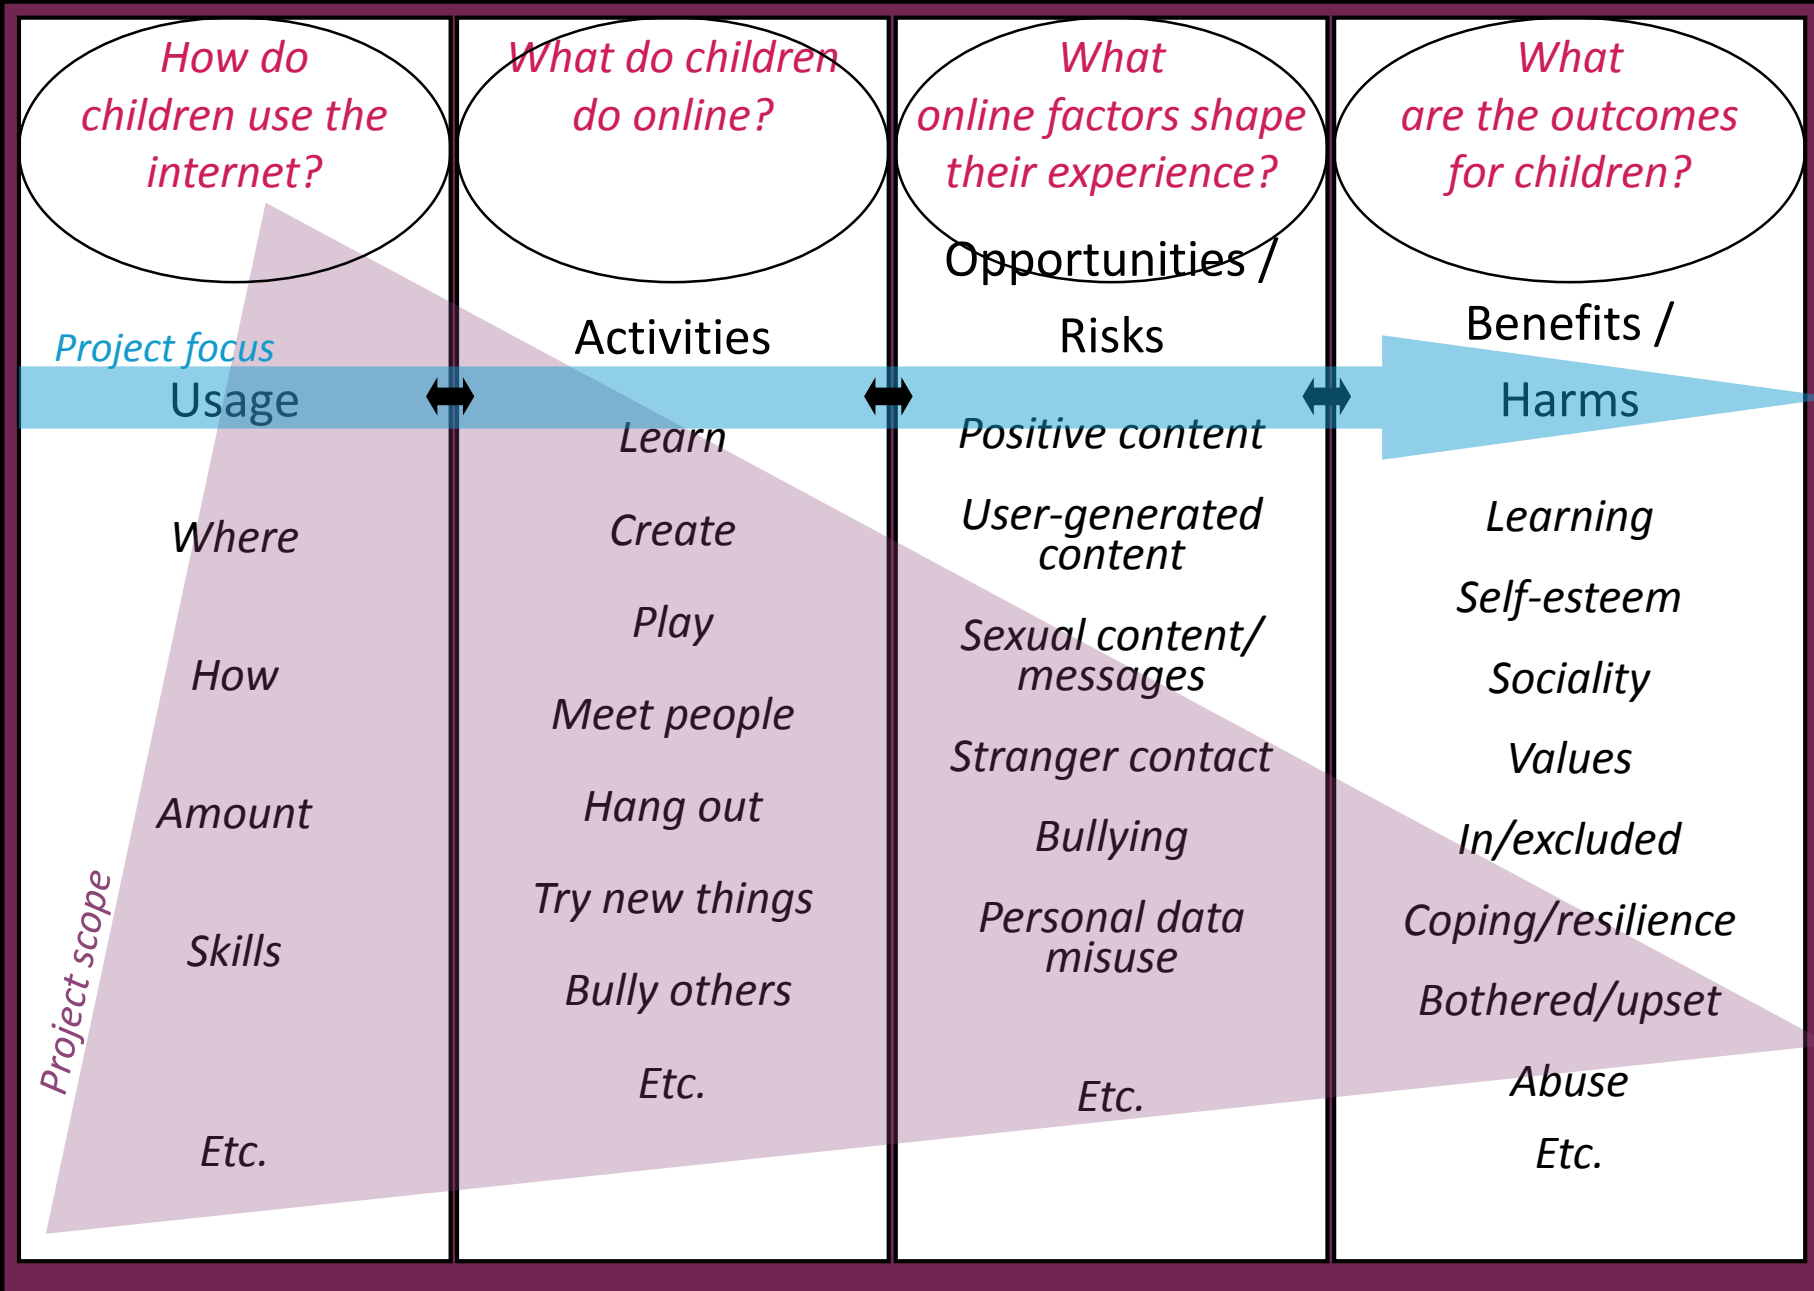 How do
children use the
internet?
Project focus
Usage
Where
How
Amount
Skills
Etc.
Project scope
What do children
do online?
Activities
Learn
Create
Play
Meet people
Hang out
Try new things
Bully others
Etc.
What
online factors shape
their experience?
Opportunities /
Risks
Positive content
User-generated
content
Sexual content/
messages
Stranger contact
Bullying
Personal data
misuse
Etc.
What
are the outcomes
for children?
Benefits /
Harms
Learning
Self-esteem
Sociality
Values
In/excluded
Coping/resilience
Bothered/upset
Abuse
Etc.